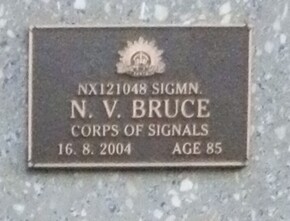 NX121048 SIGMN.
N. V. BRUCE
CORPS OF SIGNALS
16. 8. 2004 AGE 85